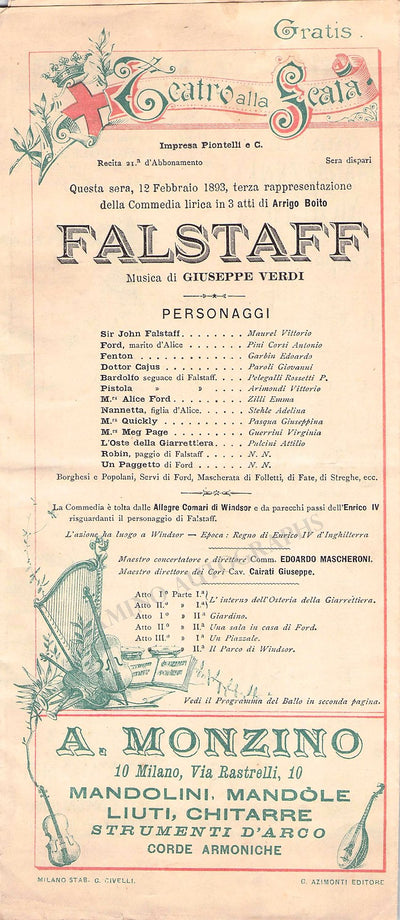 Gratis.
Teatro alla Scala
Impresa Piontelli e C.
Recita 21.ª d'Abbonamento Sera dispari
Questa sera, 12 Febbraio 1893, terza rappresentazione
della Commedia lirica in 3 atti di Arrigo Boito
FALSTAFF
Musica di GIUSEPPE VERDI
PERSONAGGI
Sir John Falstaff . . . . . . . Maurel Vittorio
Ford, marito d'Alice . . . . . . Pini Corsi Antonio
Fenton . . . . . . . . . . . . Garbin Edoardo
Dottor Cajus . . . . . . . . . Paroli Giovanni
Bardolfo seguace di Falstaff. . . . Pelegalli Rossetti P.
Pistola » » . . . . Arimondi Vittorio
M.rs Alice Ford . . . . . . . . Zilli Emma
Nannetta, figlia d'Alice. . . . . . Stehle Adelina
M.rs Quickly . . . . . . . . . Pasqua Giuseppina
M.rs Meg Page . . . . . . . . Guerrini Virginia
L'Oste della Giarrettiera. . . . . Pulcini Attilio
Robin, paggio di Falstaff . . . . . N. N.
Un Paggetto di Ford . . . . . . N. N.
Borghesi e Popolani, Servi di Ford, Mascherata di Folletti, di Fate, di Streghe, ecc.
La Commedia è tolta dalle Allagre Comari di Windsor e da parecchi passi dell'Enrico IV
risguardanti il personaggio di Falstaff.
L'azione ha luogo a Windsor — Epoca: Regno di Enrico IV d'Inghilterra
Maestro concertatore e direttore Comm. EDOARDO MASCHERONI.
Maestro direttore dei Cori Cav. Cairati Giuseppe.
Atto I.º Parte I.ª
Atto II.º » I.ª
L'interno dell'Osteria della Giarrettiera.
Atto I.º » II.ª Giardino.
Atto II.º » II.ª Una sala in casa di Ford.
Atto III.º » I.ª Un Piazzale.
» » II.ª Il Parco di Windsor.
Vedi il Programma del Ballo in seconda pagina.
A. MONZINO
10 Milano, Via Rastrelli, 10
MANDOLINI, MANDÒLE
LIUTI, CHITARRE
STRUMENTI D'ARCO
CORDE ARMONICHE
MILANO STAB. G. CIVELLI. G. AZIMONTI EDITORE